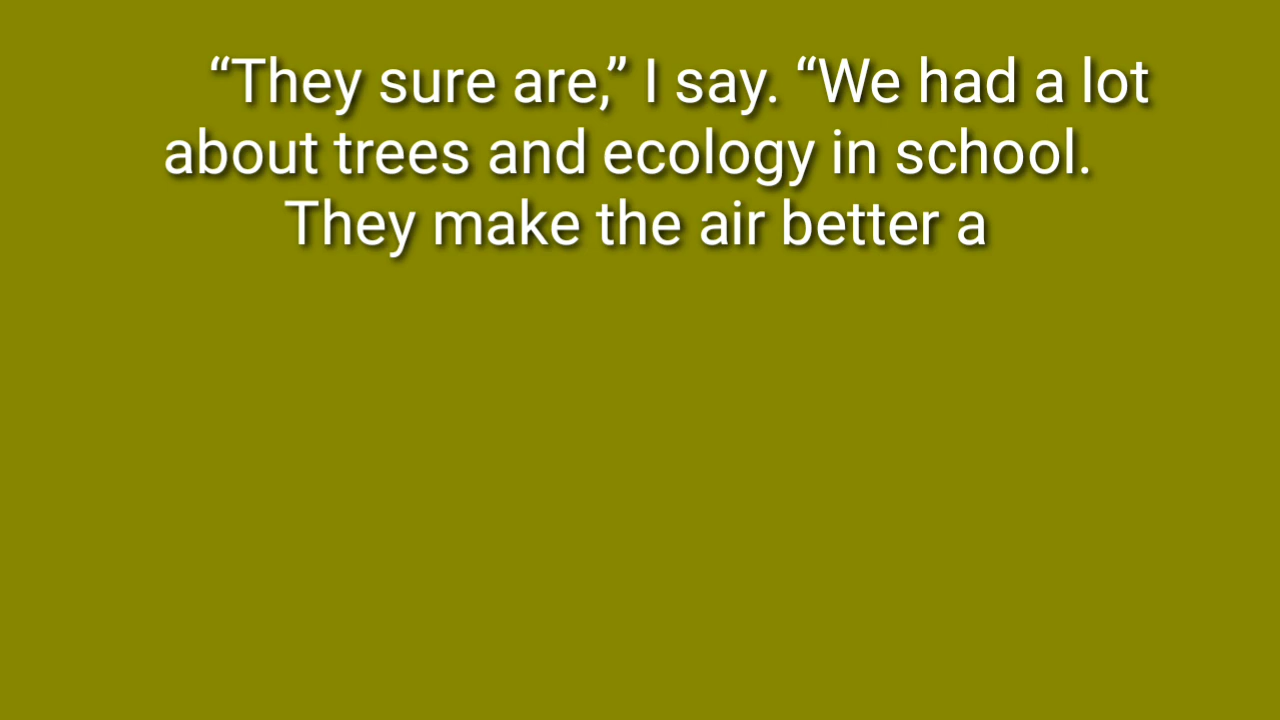 “They sure are,” I say. “We had a lot
about trees and ecology in school.
They make the air better a